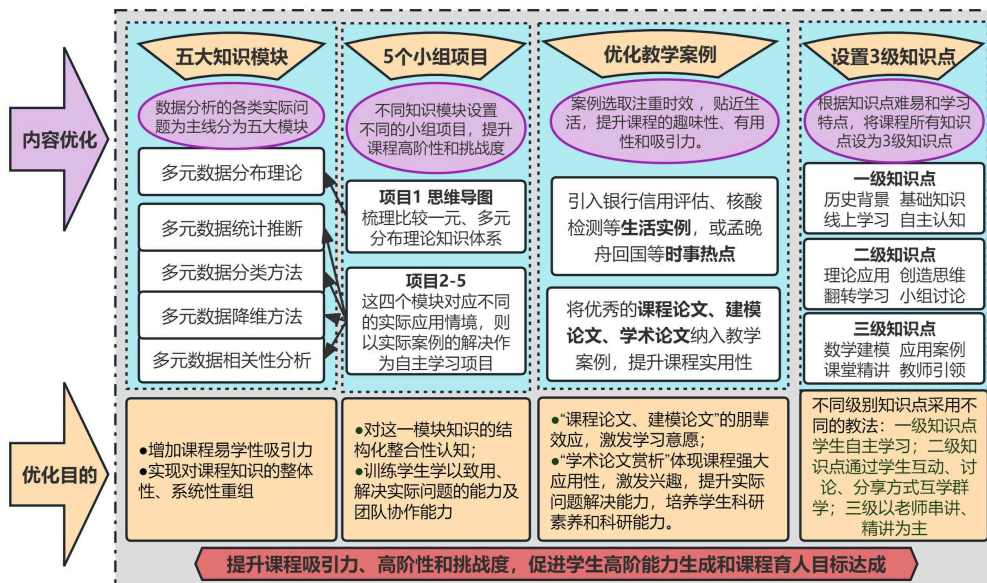 内容优化
五大知识模块
数据分析的各类实际问
题为主线分为五大模块
多元数据分布理论
多元数据统计推断
多元数据分类方法
多元数据降维方法
多元数据相关性分析
5个小组项目
不同知识模块设置
不同的小组项目，提升
课程高阶性和挑战度
项目1 思维导图
梳理比较一元、多元
分布理论知识体系
项目2-5
这四个模块对应不同
的实际应用情境，则
以实际案例的解决作
为自主学习项目
优化教学案例
案例选取注重时效 ，贴近生
活，提升课程的趣味性、有用
性和吸引力。
引入银行信用评估、核酸
检测等生活实例，或孟晚
舟回国等时事热点
将优秀的课程论文、建模
论文、学术论文纳入教学
案例，提升课程实用性
设置3级知识点
根据知识点难易和学习
特点，将课程所有知识
点设为3级知识点
一级知识点
历史背景 基础知识
线上学习 自主认知
二级知识点
理论应用 创造思维
翻转学习 小组讨论
三级知识点
数学建模 应用案例
课堂精讲 教师引领
优化目的
●增加课程易学性吸引力
●实现对课程知识的整体
性、系统性重组
●对这一模块知识的结
构化整合性认知;
●训练学生学以致用、
解决实际问题的能力及
团队协作能力
●“课程论文、建模论文”的朋辈
效应，激发学习意愿；
●“学术论文赏析”体现课程强大
应用性，激发兴趣，提升实际
问题解决能力，培养学生科研
素养和科研能力。
不同级别知识点采用不
同的教法：一级知识点
学生自主学习；二级知
识点通过学生互动、讨
论、分享方式互学群
学；三级以老师串讲、
精讲为主
提升课程吸引力、高阶性和挑战度，促进学生高阶能力生成和课程育人目标达成